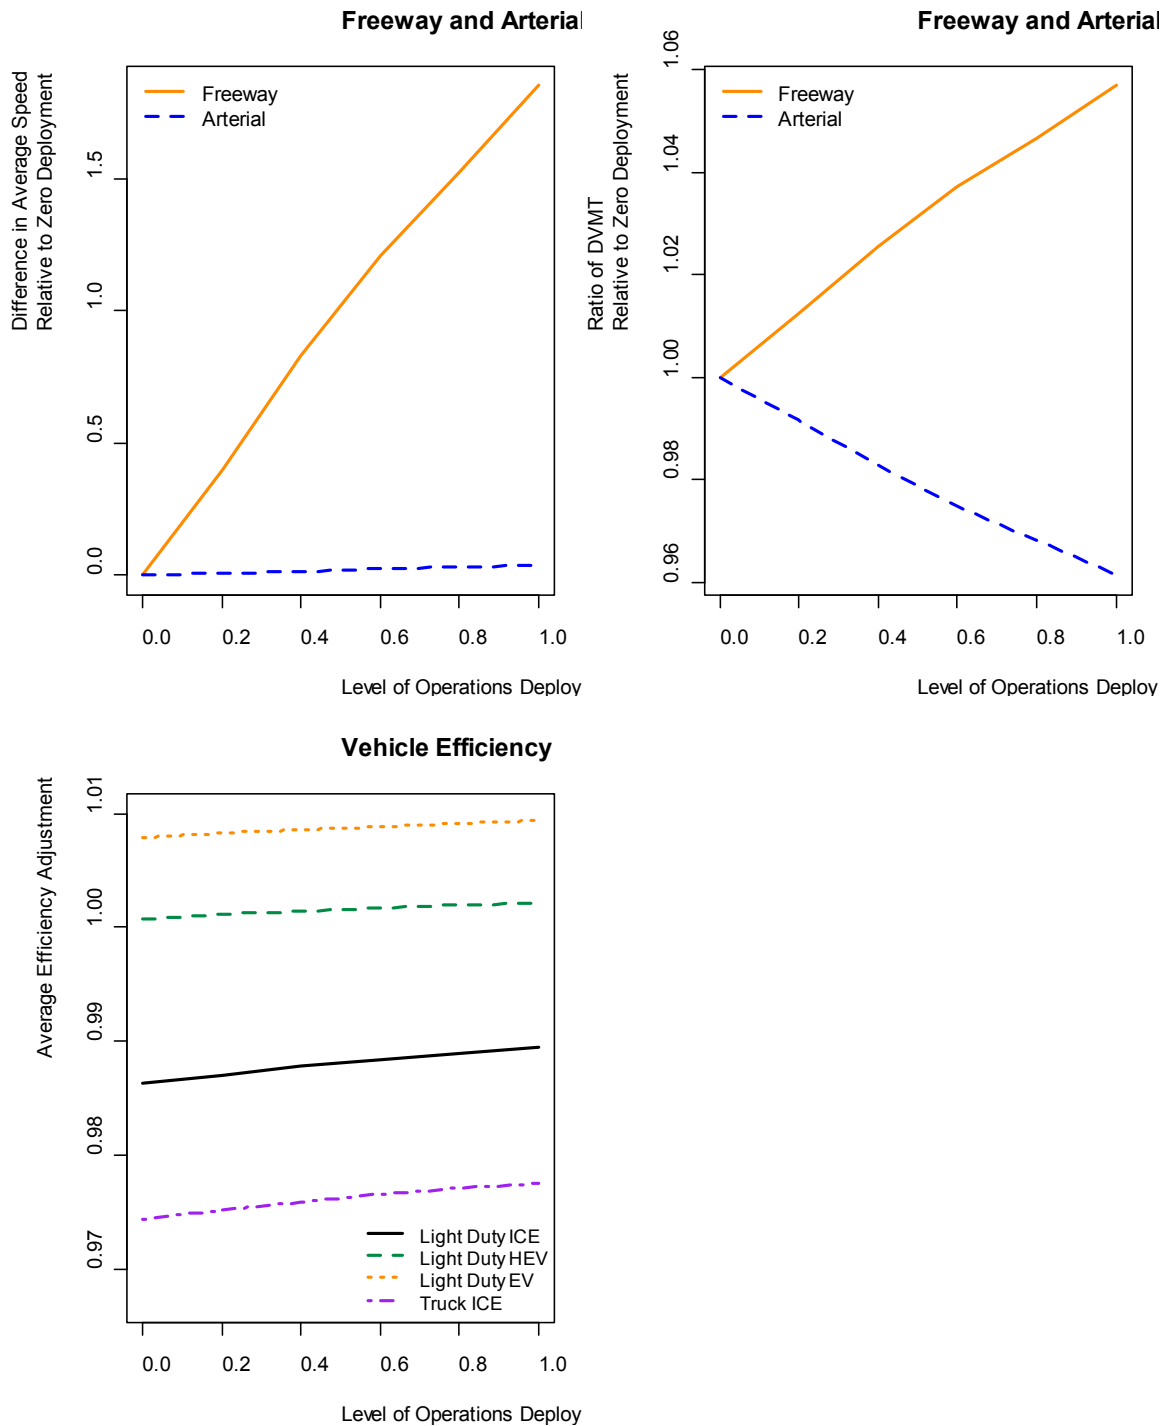 Freeway and Arterial
Difference in Average Speed
Relative to Zero Deployment
Freeway
Arterial
0.0
0.5
1.0
1.5
0.0 0.2 0.4 0.6 0.8 1.0
Level of Operations Deploy
Freeway and Arterial
Ratio of DVMT
Relative to Zero Deployment
Freeway
Arterial
0.96
0.98
1.00
1.02
1.04
1.06
0.0 0.2 0.4 0.6 0.8 1.0
Level of Operations Deploy
Vehicle Efficiency
Average Efficiency Adjustment
0.97
0.98
0.99
1.00
1.01
Light Duty ICE
Light Duty HEV
Light Duty EV
Truck ICE
0.0 0.2 0.4 0.6 0.8 1.0
Level of Operations Deploy